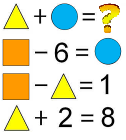 + = ?
- 6 =
- = 1
+ 2 = 8